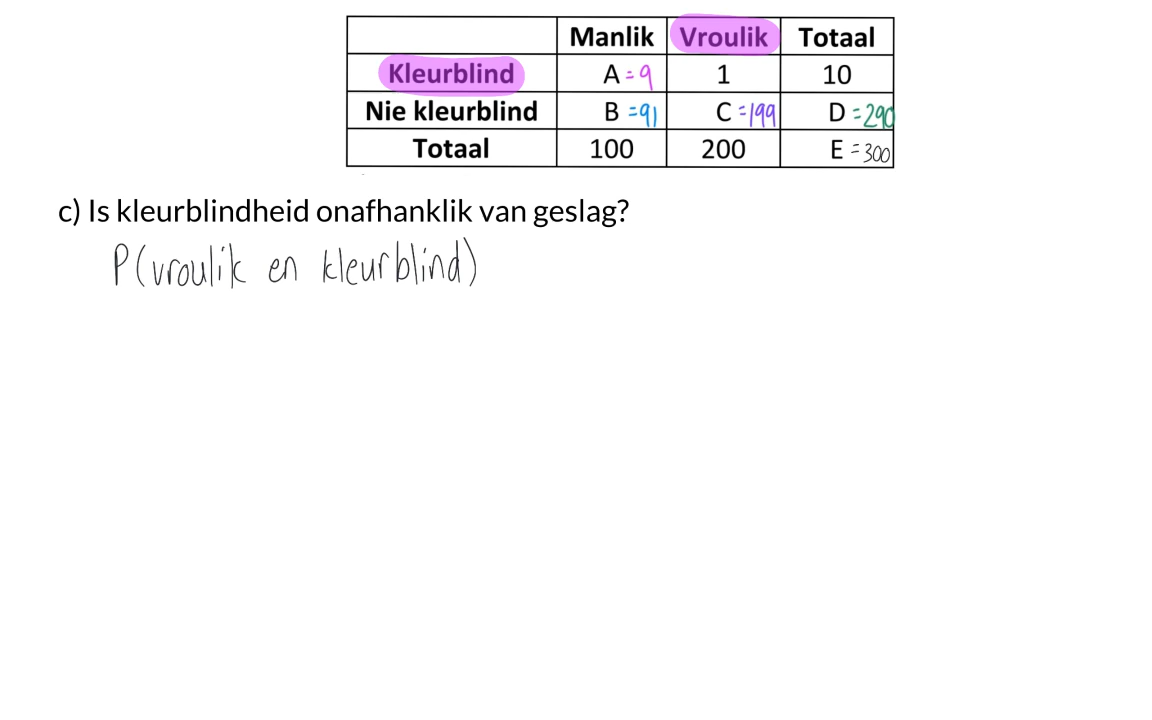 Manlik Vroulik Totaal
Kleurblind A = 9 1 10
Nie kleurblind B = 91 C = 199 D = 290
Totaal 100 200 E = 300
c) Is kleurblindheid onafhanklik van geslag?
P(vroulik en kleurblind)